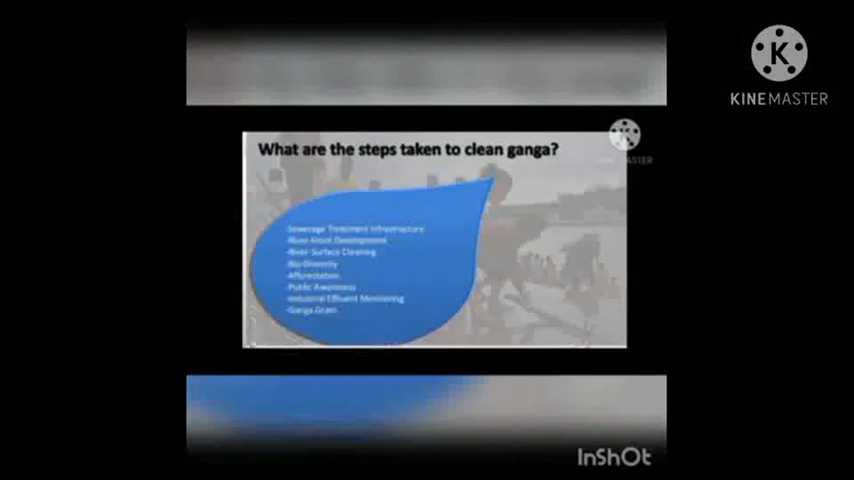 KINEMASTER
What are the steps taken to clean ganga?
-Sewerage Treatment Infrastructure
-River-Front Development
-River Surface Cleaning
-Bio-Diversity
-Afforestation
-Public Awareness
-Industrial Effluent Monitoring
-Ganga Gram
InShOt